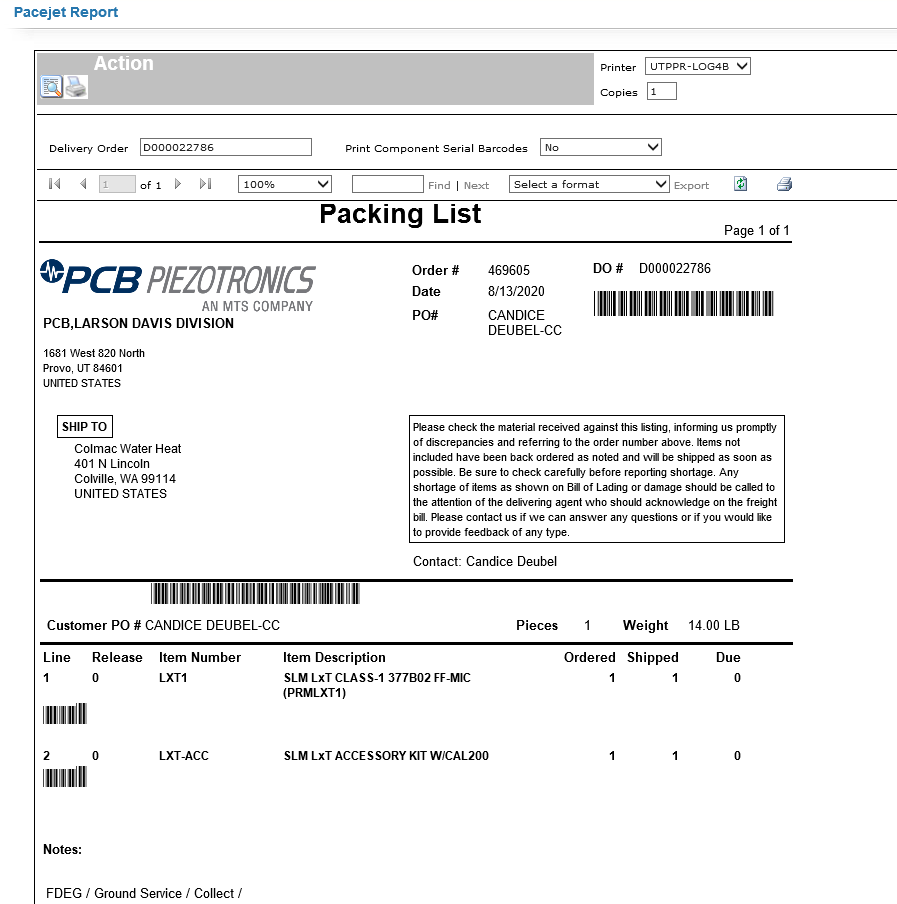 Pacejet Report
Action
Printer UTPPR-LOG4B
Copies 1
Delivery Order D000022786 Print Component Serial Barcodes No
1 of 1 100% Find | Next Select a format Export
Packing List
Page 1 of 1
PCB PIEZOTRONICS
AN MTS COMPANY
PCB,LARSON DAVIS DIVISION
1681 West 820 North
Provo, UT 84601
UNITED STATES
Order # 469605
Date 8/13/2020
PO# CANDICE
DEUBEL-CC
DO # D000022786
SHIP TO
Colmac Water Heat
401 N Lincoln
Colville, WA 99114
UNITED STATES
Please check the material received against this listing, informing us promptly
of discrepancies and referring to the order number above. Items not
included have been back ordered as noted and will be shipped as soon as
possible. Be sure to check carefully before reporting shortage. Any
shortage of items as shown on Bill of Lading or damage should be called to
the attention of the delivering agent who should acknowledge on the freight
bill. Please contact us if we can answer any questions or if you would like
to provide feedback of any type.
Contact: Candice Deubel
Customer PO # CANDICE DEUBEL-CC Pieces 1 Weight 14.00 LB
Line Release Item Number Item Description Ordered Shipped Due
1 0 LXT1 SLM LxT CLASS-1 377B02 FF-MIC 1 1 0
(PRMLXT1)
2 0 LXT-ACC SLM LxT ACCESSORY KIT W/CAL200 1 1 0
Notes:
FDEG / Ground Service / Collect /